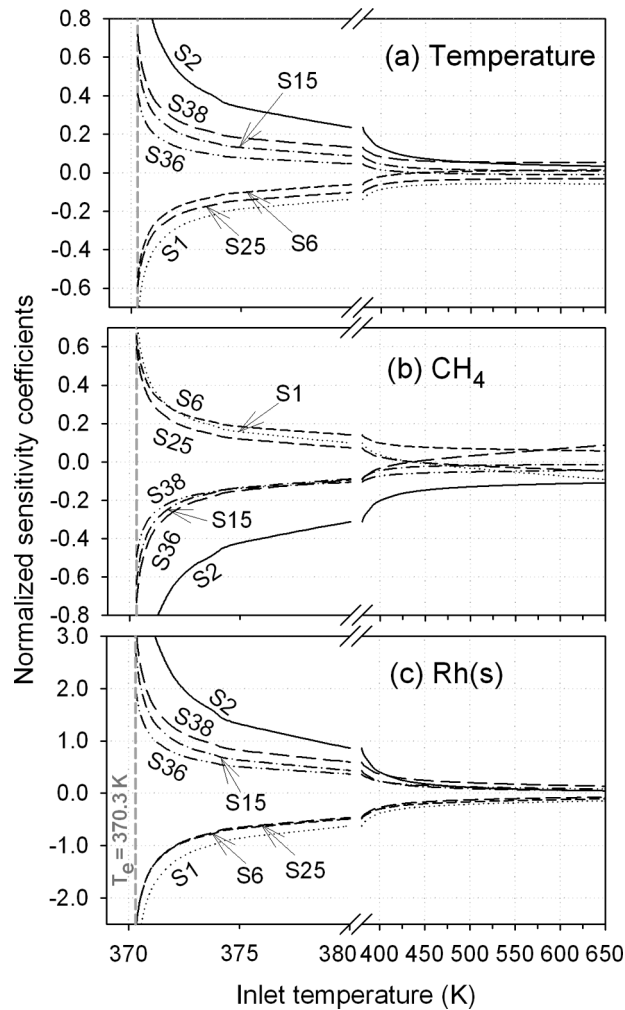 Normalized sensitivity coefficients
0.8
0.6
0.4
0.2
0.0
-0.2
-0.4
-0.6
(a) Temperature
S2
S15
S38
S36
S1
S25
S6
0.6
0.4
0.2
0.0
-0.2
-0.4
-0.6
-0.8
(b) CH4
S6
S1
S25
S38
S15
S36
S2
3.0
2.0
1.0
0.0
-1.0
-2.0
(c) Rh(s)
S2
S38
S36
S15
S1
S6
S25
Te = 370.3 K
370 375 380 400 450 500 550 600 650
Inlet temperature (K)